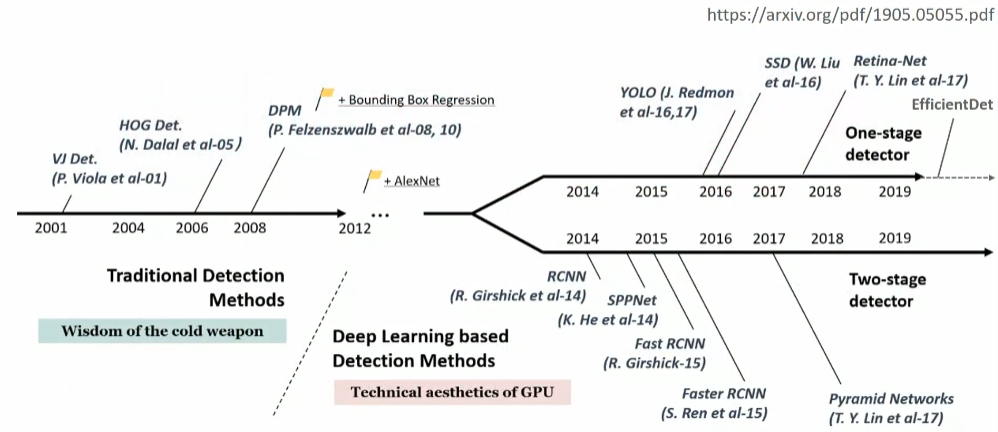 https://arxiv.org/pdf/1905.05055.pdf
SSD (W. Liu
et al-16)
Retina-Net
(T. Y. Lin et al-17)
YOLO (J. Redmon
et al-16,17)
EfficientDet
+ Bounding Box Regression
DPM
(P. Felzenszwalb et al-08, 10)
HOG Det.
(N. Dalal et al-05)
VJ Det.
(P. Viola et al-01)
+ AlexNet
One-stage
detector
2014 2015 2016 2017 2018 2019
2001 2004 2006 2008 2012 ...
2014 2015 2016 2017 2018 2019
Traditional Detection
Methods
Wisdom of the cold weapon
RCNN
(R. Girshick et al-14)
SPPNet
(K. He et al-14)
Two-stage
detector
Deep Learning based
Detection Methods
Technical aesthetics of GPU
Fast RCNN
(R. Girshick-15)
Faster RCNN
(S. Ren et al-15)
Pyramid Networks
(T. Y. Lin et al-17)